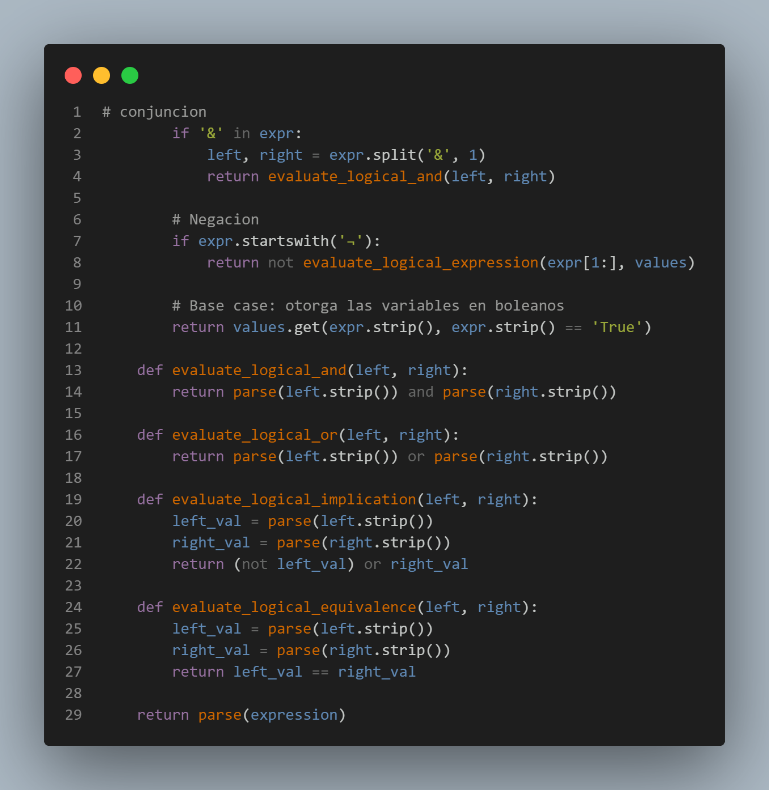 1 # conjuncion
2         if '&' in expr:
3             left, right = expr.split('&', 1)
4             return evaluate_logical_and(left, right)
5
6         # Negacion
7         if expr.startswith('¬'):
8             return not evaluate_logical_expression(expr[1:], values)
9
10         # Base case: otorga las variables en boleanos
11         return values.get(expr.strip(), expr.strip() == 'True')
12
13     def evaluate_logical_and(left, right):
14         return parse(left.strip()) and parse(right.strip())
15
16     def evaluate_logical_or(left, right):
17         return parse(left.strip()) or parse(right.strip())
18
19     def evaluate_logical_implication(left, right):
20         left_val = parse(left.strip())
21         right_val = parse(right.strip())
22         return (not left_val) or right_val
23
24     def evaluate_logical_equivalence(left, right):
25         left_val = parse(left.strip())
26         right_val = parse(right.strip())
27         return left_val == right_val
28
29     return parse(expression)